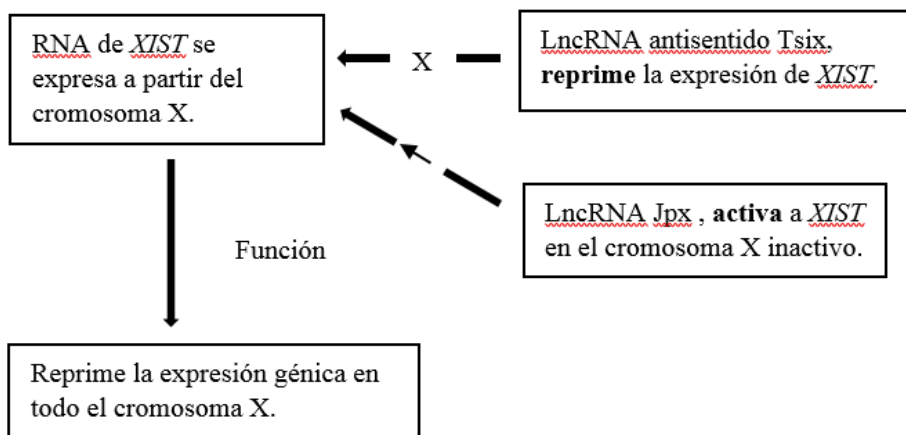 RNA de XIST se
expresa a partir del
cromosoma X.
X
LncRNA antisentido Tsix,
reprime la expresión de XIST.
LncRNA Jpx , activa a XIST
en el cromosoma X inactivo.
Función
Reprime la expresión génica en
todo el cromosoma X.